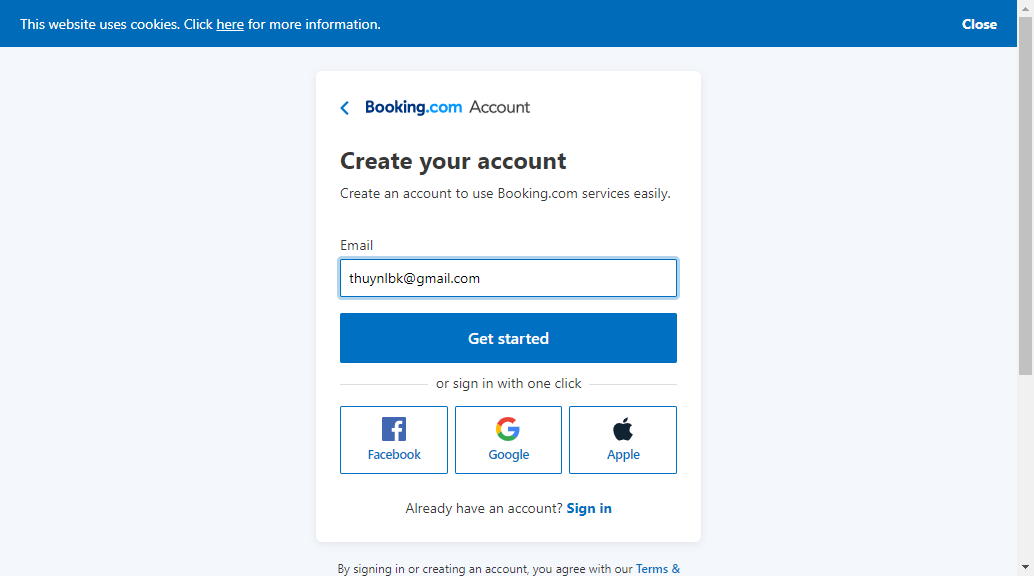 This website uses cookies. Click here for more information.
Close
Booking.com Account
Create your account
Create an account to use Booking.com services easily.
Email
thuynlbk@gmail.com
Get started
or sign in with one click
Facebook
Google
Apple
Already have an account? Sign in
By signing in or creating an account, you agree with our Terms &